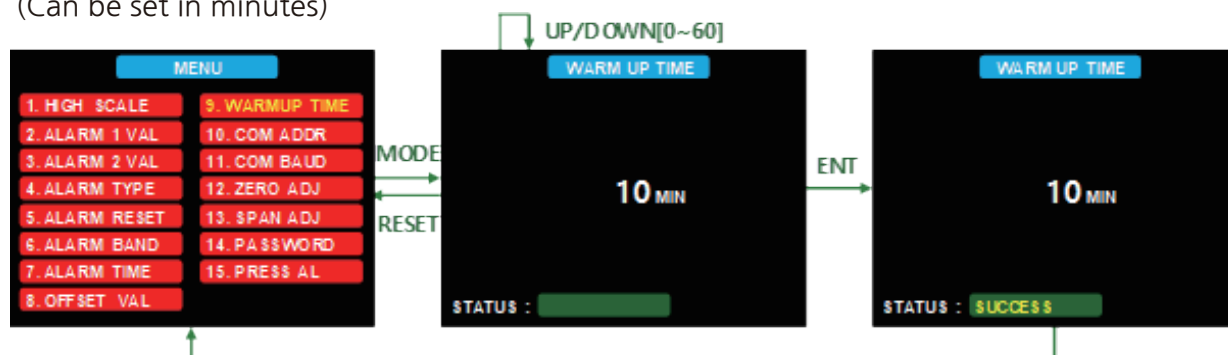 (Can be set in minutes)
UP/DOWN[0~60]
MENU
1. HIGH SCALE
2. ALARM 1 VAL
3. ALARM 2 VAL
4. ALARM TYPE
5. ALARM RESET
6. ALARM BAND
7. ALARM TIME
8. OFFSET VAL
9. WARMUP TIME
10. COM ADDR
11. COM BAUD
12. ZERO ADJ
13. SPAN ADJ
14. PASSWORD
15. PRESS AL
MODE
RESET
WARM UP TIME
10 MIN
STATUS :
ENT
WARM UP TIME
10 MIN
STATUS : SUCCESS